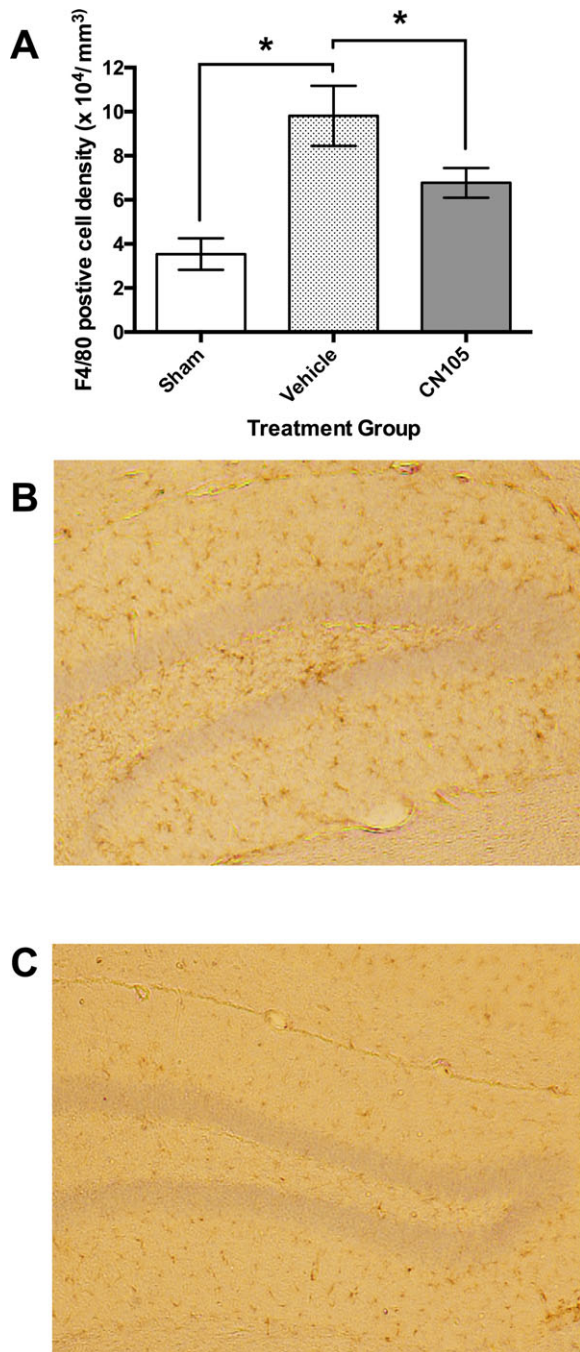 A
* *
F4/80 postive cell density (x 10⁴/mm³)
12
10
8
6
4
2
0
Sham
Vehicle
CN105
Treatment Group
B
C